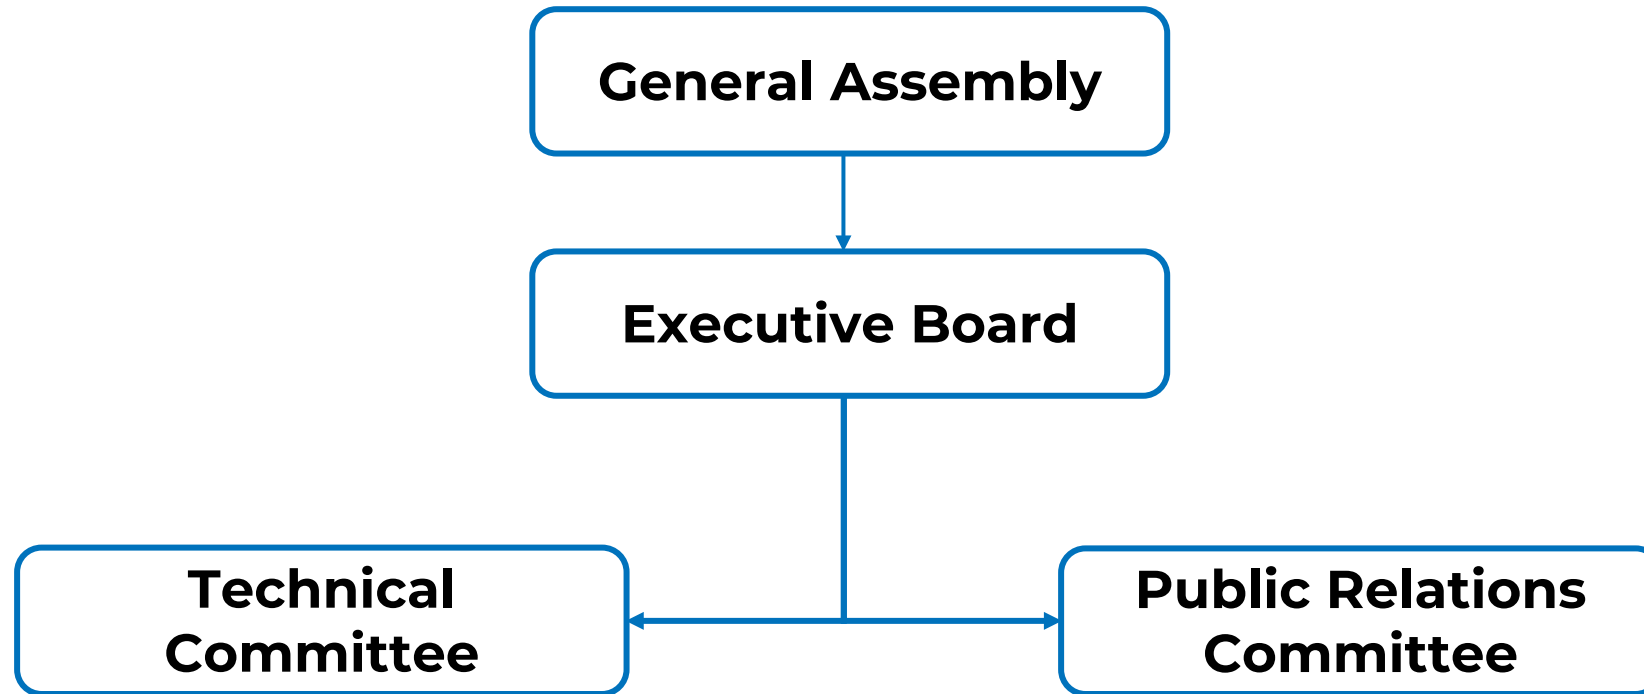 General Assembly
Executive Board
Technical
Committee
Public Relations
Committee